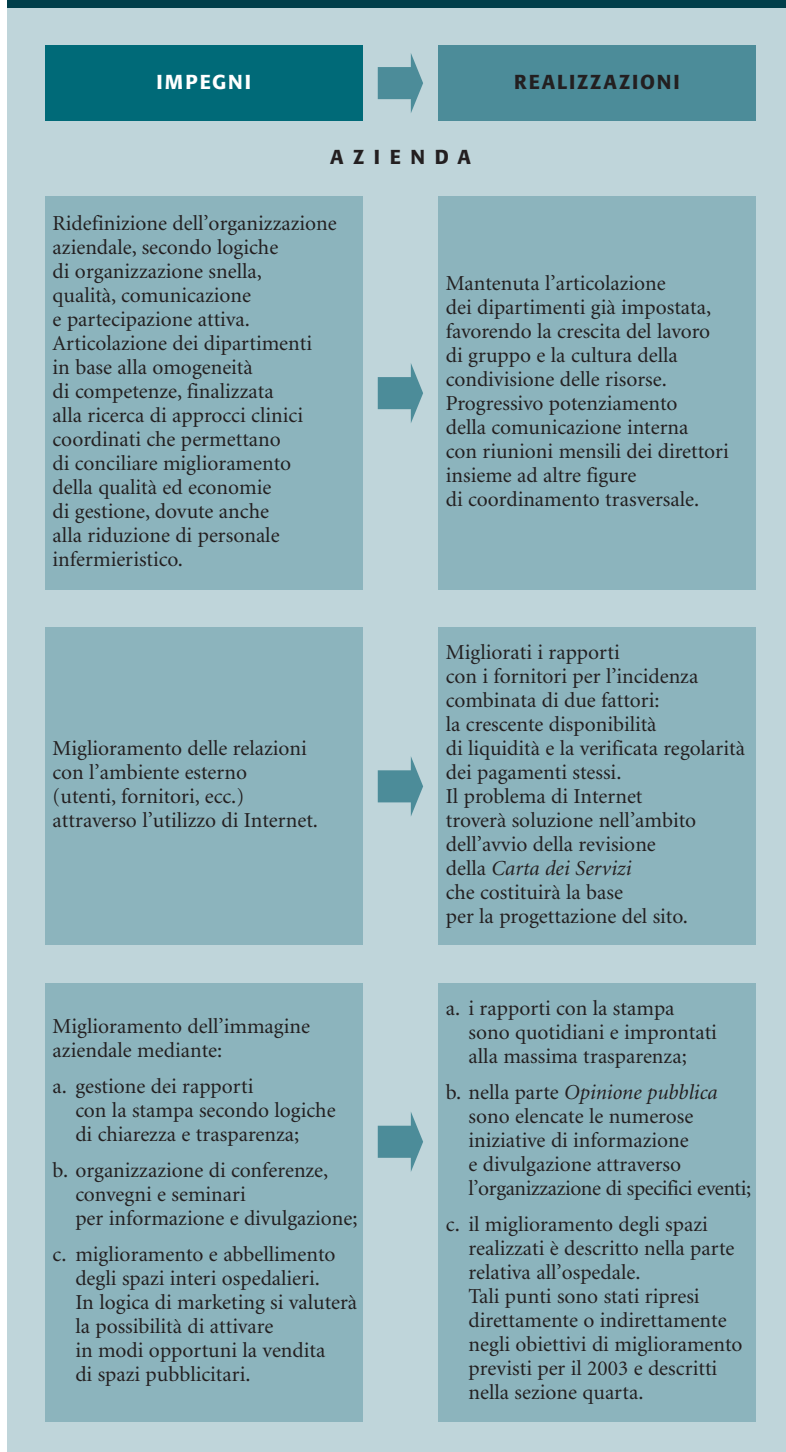 IMPEGNI
REALIZZAZIONI
AZIENDA
Ridefinizione dell'organizzazione
aziendale, secondo logiche
di organizzazione snella,
qualità, comunicazione
e partecipazione attiva.
Articolazione dei dipartimenti
in base alla omogeneità
di competenze, finalizzata
alla ricerca di approcci clinici
coordinati che permettano
di conciliare miglioramento
della qualità ed economie
di gestione, dovute anche
alla riduzione di personale
infermieristico.
Mantenuta l'articolazione
dei dipartimenti già impostata,
favorendo la crescita del lavoro
di gruppo e la cultura della
condivisione delle risorse.
Progressivo potenziamento
della comunicazione interna
con riunioni mensili dei direttori
insieme ad altre figure
di coordinamento trasversale.
Miglioramento delle relazioni
con l'ambiente esterno
(utenti, fornitori, ecc.)
attraverso l'utilizzo di Internet.
Migliorati i rapporti
con i fornitori per l'incidenza
combinata di due fattori:
la crescente disponibilità
di liquidità e la verificata regolarità
dei pagamenti stessi.
Il problema di Internet
troverà soluzione nell'ambito
dell'avvio della revisione
della Carta dei Servizi
che costituirà la base
per la progettazione del sito.
Miglioramento dell'immagine
aziendale mediante:
a. gestione dei rapporti
con la stampa secondo logiche
di chiarezza e trasparenza;
b. organizzazione di conferenze,
convegni e seminari
per informazione e divulgazione;
c. miglioramento e abbellimento
degli spazi interi ospedalieri.
In logica di marketing si valuterà
la possibilità di attivare
in modi opportuni la vendita
di spazi pubblicitari.
a. i rapporti con la stampa
sono quotidiani e improntati
alla massima trasparenza;
b. nella parte Opinione pubblica
sono elencate le numerose
iniziative di informazione
e divulgazione attraverso
l'organizzazione di specifici eventi;
c. il miglioramento degli spazi
realizzati è descritto nella parte
relativa all'ospedale.
Tali punti sono stati ripresi
direttamente o indirettamente
negli obiettivi di miglioramento
previsti per il 2003 e descritti
nella sezione quarta.